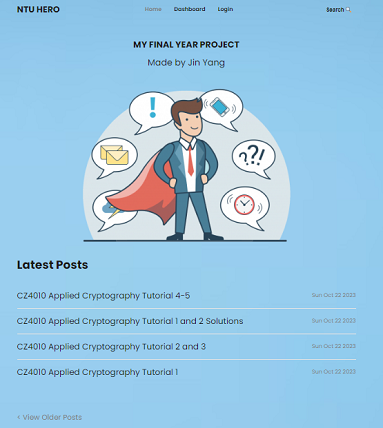 NTU HERO
Home Dashboard Login
Search
MY FINAL YEAR PROJECT
Made by Jin Yang
! ??!
Latest Posts
CZ4010 Applied Cryptography Tutorial 4-5 Sun Oct 22 2023
CZ4010 Applied Cryptography Tutorial 1 and 2 Solutions Sun Oct 22 2023
CZ4010 Applied Cryptography Tutorial 2 and 3 Sun Oct 22 2023
CZ4010 Applied Cryptography Tutorial 1 Sun Oct 22 2023
< View Older Posts